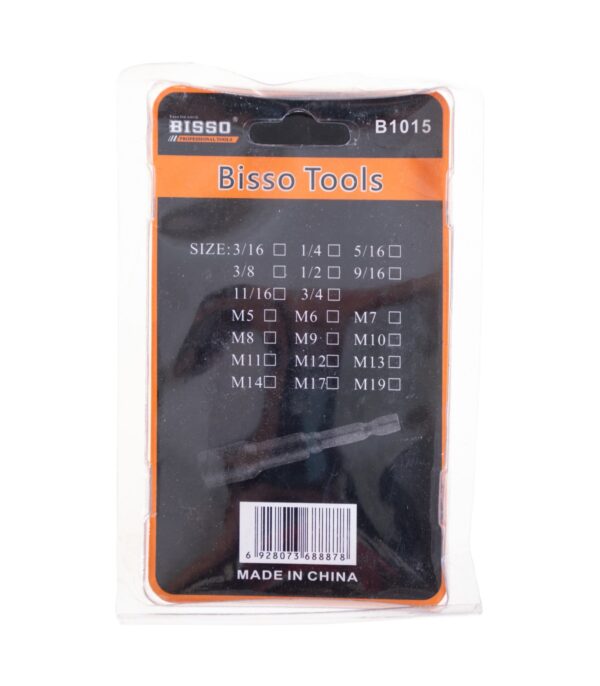 BISSO®
PROFESSIONAL TOOLS
B1015
Bisso Tools
SIZE: 3/16 □ 1/4 □ 5/16 □
3/8 □ 1/2 □ 9/16 □
11/16 □ 3/4 □
M5 □ M6 □ M7 □
M8 □ M9 □ M10 □
M11 □ M12 □ M13 □
M14 □ M17 □ M19 □
6 928073 688878
MADE IN CHINA